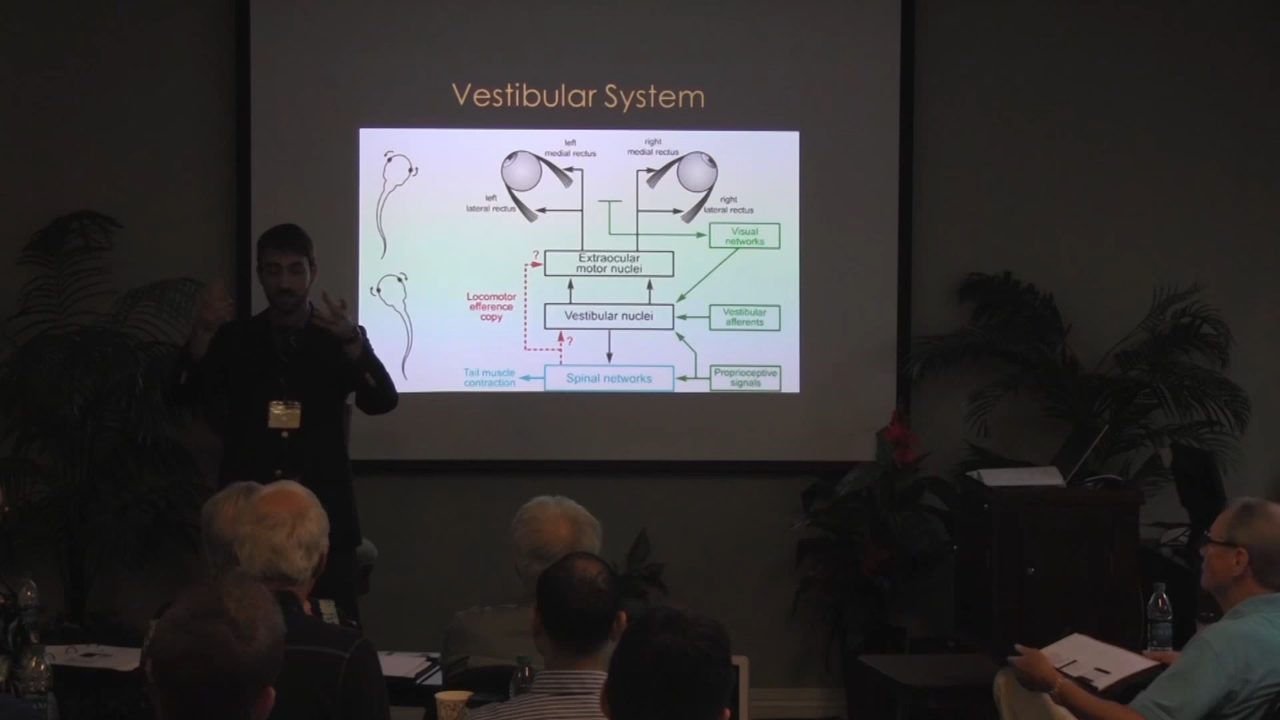 Vestibular System
left
medial rectus
right
medial rectus
left
lateral rectus
right
lateral rectus
Visual
networks
?
Extraocular
motor nuclei
Locomotor
efference
copy
Vestibular nuclei
Vestibular
afferents
?
Tail muscle
contraction
Spinal networks
Proprioceptive
signals